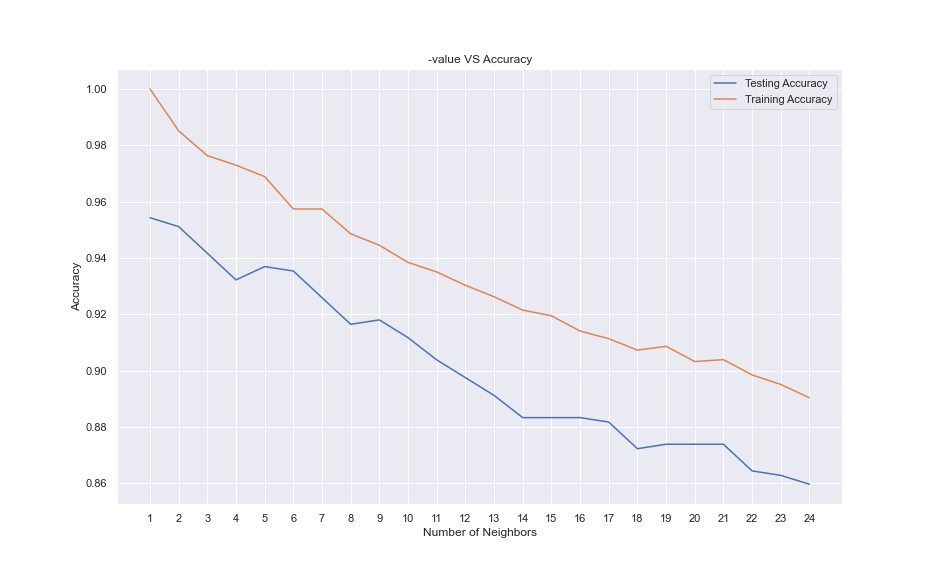 -value VS Accuracy
Testing Accuracy
Training Accuracy
1.00
0.98
0.96
0.94
0.92
0.90
0.88
0.86
Accuracy
1 2 3 4 5 6 7 8 9 10 11 12 13 14 15 16 17 18 19 20 21 22 23 24
Number of Neighbors